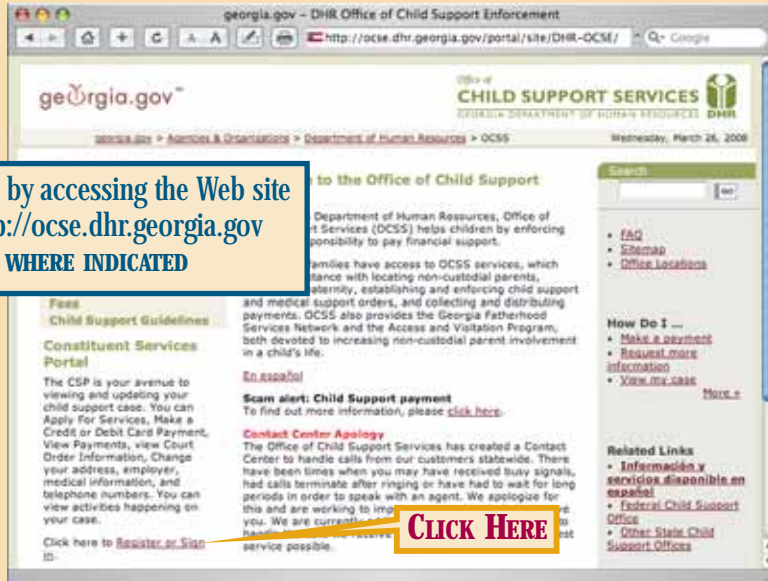 georgia.gov – DHR Office of Child Support Enforcement
A A
http://ocse.dhr.georgia.gov/portal/site/DHR-OCSE/
Q- Google
georgia.gov™
Office of
CHILD SUPPORT SERVICES
GEORGIA DEPARTMENT OF HUMAN RESOURCES
DHR
georgia.gov > Agencies & Organizations > Department of Human Resources > OCSS
Wednesday, March 26, 2008
by accessing the Web site
p://ocse.dhr.georgia.gov
WHERE INDICATED
Fees
Child Support Guidelines
Constituent Services
Portal
The CSP is your avenue to
viewing and updating your
child support case. You can
Apply For Services, Make a
Credit or Debit Card Payment,
View Payments, view Court
Order Information, Change
your address, employer,
medical information, and
telephone numbers. You can
view activities happening on
your case.
Click here to Register or Sign
in.
to the Office of Child Support
Department of Human Resources, Office of
rt Services (OCSS) helps children by enforcing
ponsibility to pay financial support.
amilies have access to OCSS services, which
tance with locating non-custodial parents,
aternity, establishing and enforcing child support
and medical support orders, and collecting and distributing
payments. OCSS also provides the Georgia Fatherhood
Services Network and the Access and Visitation Program,
both devoted to increasing non-custodial parent involvement
in a child's life.
En español
Scam alert: Child Support payment
To find out more information, please click here.
Contact Center Apology
The Office of Child Support Services has created a Contact
Center to handle calls from our customers statewide. There
have been times when you may have received busy signals,
had calls terminate after ringing or have had to wait for long
periods in order to speak with an agent. We apologize for
this and are working to imp
ve
you. We are currently
to
receive
est
service possible.
CLICK HERE
Search
GO
• FAQ
• Sitemap
• Office Locations
How Do I ...
• Make a payment
• Request more
information
• View my case
More »
Related Links
• Información y
servicios disponible en
español
• Federal Child Support
Office
• Other State Child
Support Offices